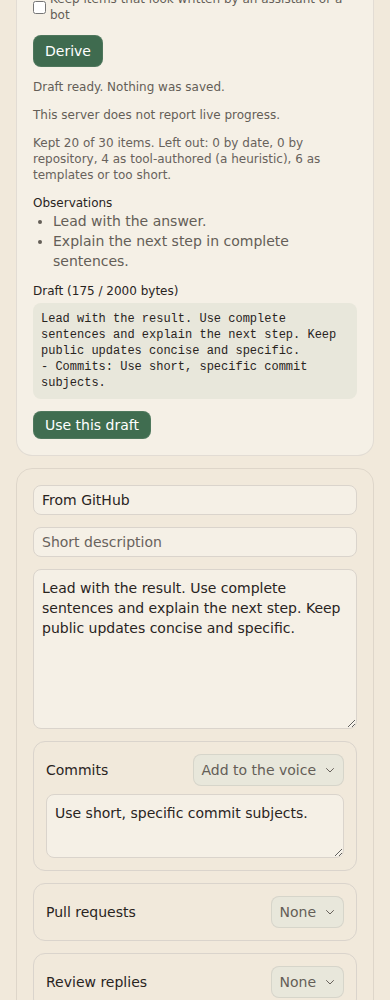 Keep items that look written by an assistant or a
bot
Derive
Draft ready. Nothing was saved.
This server does not report live progress.
Kept 20 of 30 items. Left out: 0 by date, 0 by
repository, 4 as tool-authored (a heuristic), 6 as
templates or too short.
Observations
• Lead with the answer.
• Explain the next step in complete
sentences.
Draft (175 / 2000 bytes)
Lead with the result. Use complete
sentences and explain the next step. Keep
public updates concise and specific.
- Commits: Use short, specific commit
subjects.
Use this draft
From GitHub
Short description
Lead with the result. Use complete
sentences and explain the next step. Keep
public updates concise and specific.
Commits
Add to the voice
Use short, specific commit subjects.
Pull requests
None
Review replies
None